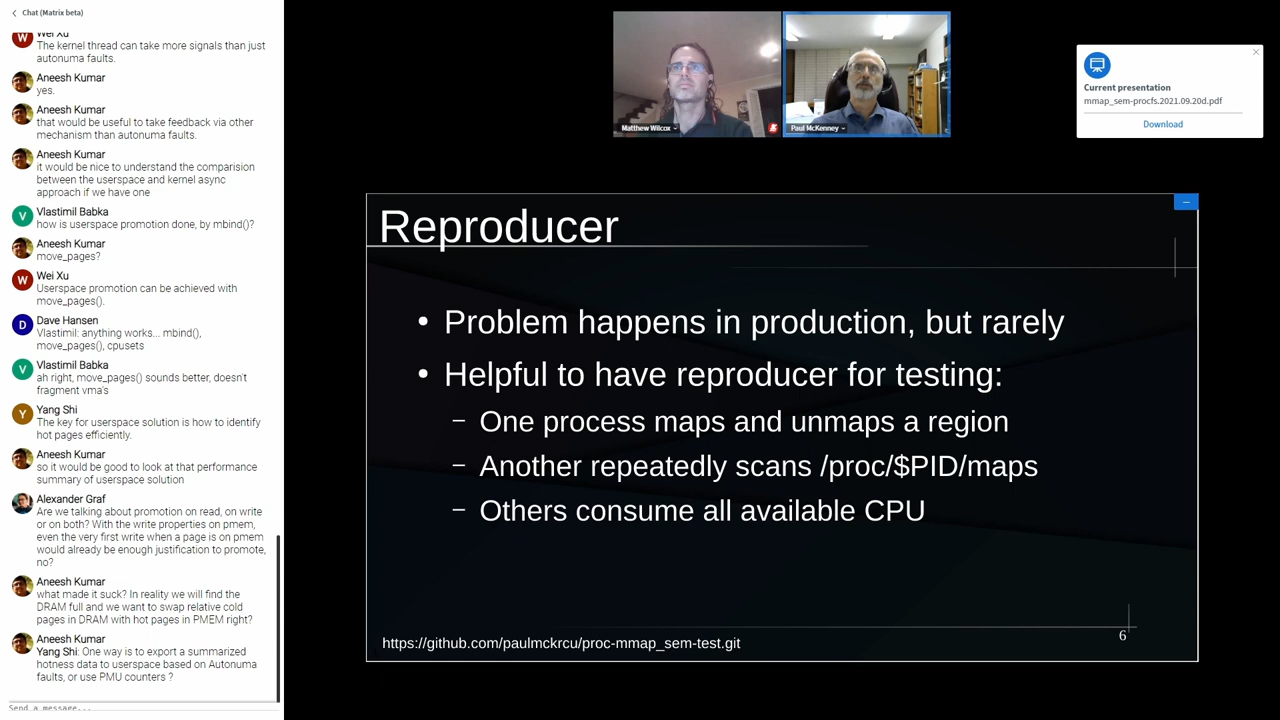 Chat (Matrix beta)
Wei Xu
The kernel thread can take more signals than just
autonuma faults.
Aneesh Kumar
yes.
Aneesh Kumar
that would be useful to take feedback via other
mechanism than autonuma faults.
Aneesh Kumar
it would be nice to understand the comparision
between the userspace and kernel async
approach if we have one
Vlastimil Babka
how is userspace promotion done, by mbind()?
Aneesh Kumar
move_pages?
Wei Xu
Userspace promotion can be achieved with
move_pages().
Dave Hansen
Vlastimil: anything works... mbind(),
move_pages(), cpusets
Vlastimil Babka
ah right, move_pages() sounds better, doesn't
fragment vma's
Yang Shi
The key for userspace solution is how to identify
hot pages efficiently.
Aneesh Kumar
so it would be good to look at that performance
summary of userspace solution
Alexander Graf
Are we talking about promotion on read, on write
or on both? With the write properties on pmem,
even the very first write when a page is on pmem
would already be enough justification to promote,
no?
Aneesh Kumar
what made it suck? In reality we will find the
DRAM full and we want to swap relative cold
pages in DRAM with hot pages in PMEM right?
Aneesh Kumar
Yang Shi: One way is to export a summarized
hotness data to userspace based on Autonuma
faults, or use PMU counters ?
Send a message...
W
V
W
D
V
Y
Matthew Wilcox
Paul McKenney
Current presentation
mmap_sem-procfs.2021.09.20d.pdf
Download
Reproducer
• Problem happens in production, but rarely
• Helpful to have reproducer for testing:
– One process maps and unmaps a region
– Another repeatedly scans /proc/$PID/maps
– Others consume all available CPU
https://github.com/paulmckrcu/proc-mmap_sem-test.git
6